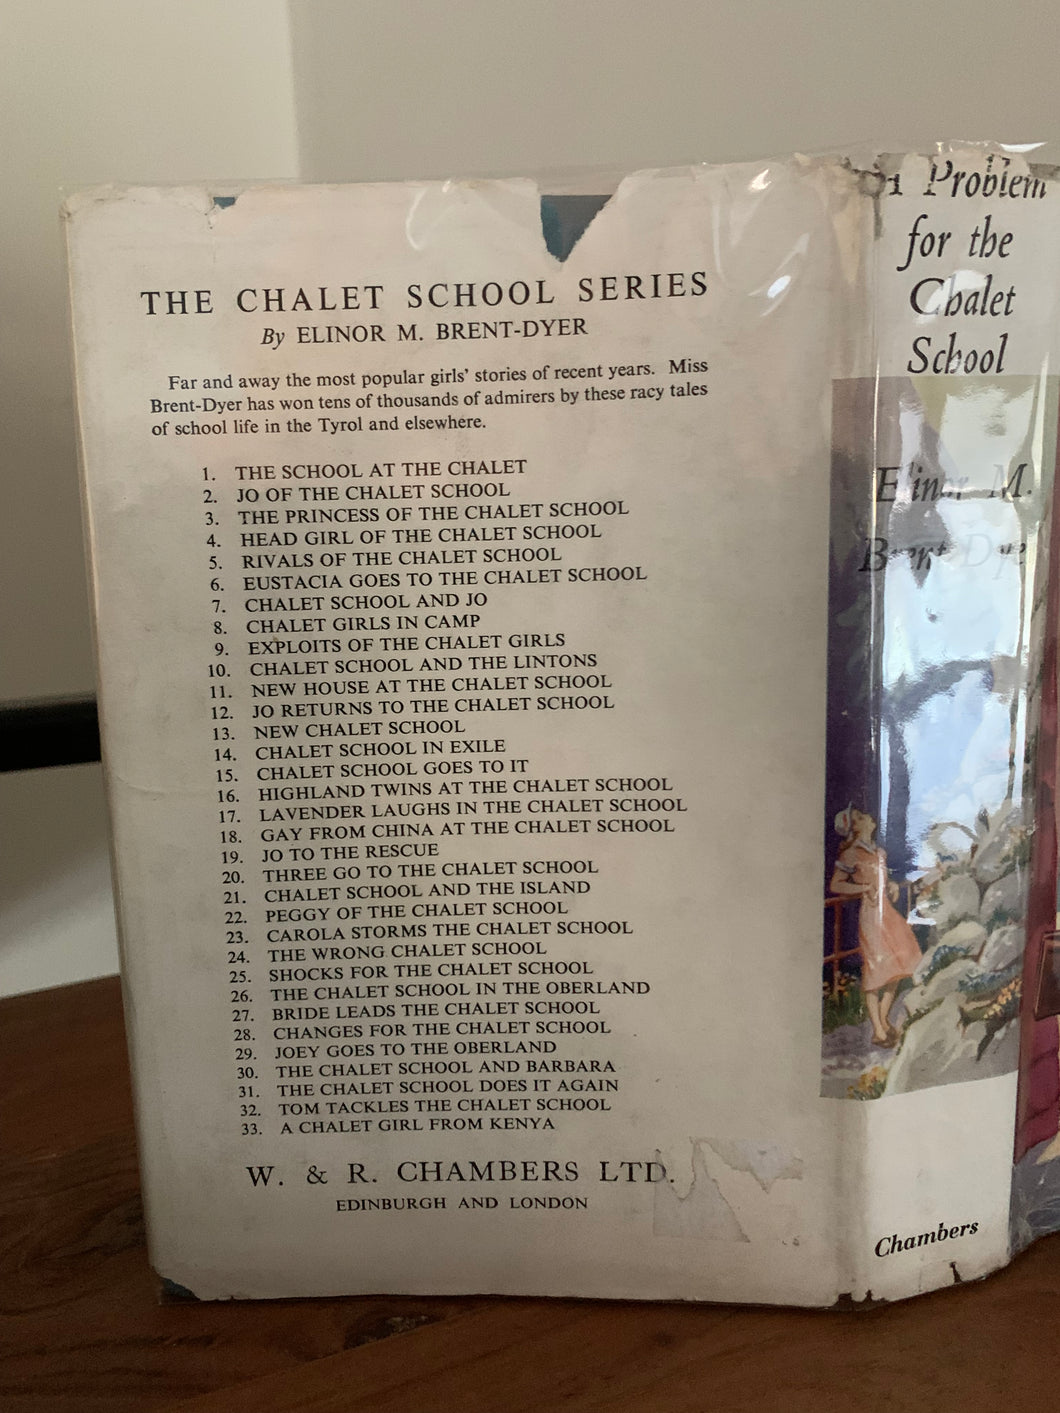 THE CHALET SCHOOL SERIES
By ELINOR M. BRENT-DYER
Far and away the most popular girls' stories of recent years. Miss
Brent-Dyer has won tens of thousands of admirers by these racy tales
of school life in the Tyrol and elsewhere.
1. THE SCHOOL AT THE CHALET
2. JO OF THE CHALET SCHOOL
3. THE PRINCESS OF THE CHALET SCHOOL
4. HEAD GIRL OF THE CHALET SCHOOL
5. RIVALS OF THE CHALET SCHOOL
6. EUSTACIA GOES TO THE CHALET SCHOOL
7. CHALET SCHOOL AND JO
8. CHALET GIRLS IN CAMP
9. EXPLOITS OF THE CHALET GIRLS
10. CHALET SCHOOL AND THE LINTONS
11. NEW HOUSE AT THE CHALET SCHOOL
12. JO RETURNS TO THE CHALET SCHOOL
13. NEW CHALET SCHOOL
14. CHALET SCHOOL IN EXILE
15. CHALET SCHOOL GOES TO IT
16. HIGHLAND TWINS AT THE CHALET SCHOOL
17. LAVENDER LAUGHS IN THE CHALET SCHOOL
18. GAY FROM CHINA AT THE CHALET SCHOOL
19. JO TO THE RESCUE
20. THREE GO TO THE CHALET SCHOOL
21. CHALET SCHOOL AND THE ISLAND
22. PEGGY OF THE CHALET SCHOOL
23. CAROLA STORMS THE CHALET SCHOOL
24. THE WRONG CHALET SCHOOL
25. SHOCKS FOR THE CHALET SCHOOL
26. THE CHALET SCHOOL IN THE OBERLAND
27. BRIDE LEADS THE CHALET SCHOOL
28. CHANGES FOR THE CHALET SCHOOL
29. JOEY GOES TO THE OBERLAND
30. THE CHALET SCHOOL AND BARBARA
31. THE CHALET SCHOOL DOES IT AGAIN
32. TOM TACKLES THE CHALET SCHOOL
33. A CHALET GIRL FROM KENYA
W. & R. CHAMBERS LTD.
EDINBURGH AND LONDON
A Problem
for the
Chalet
School
Elinor M.
Brent-Dyer
Chambers